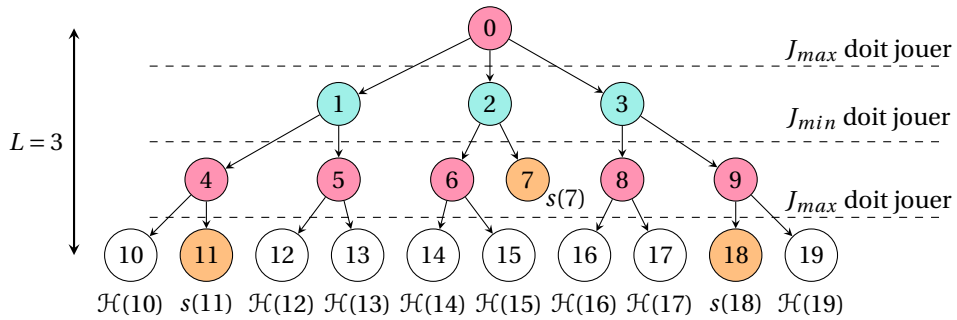 0
J_max doit jouer
1 2 3
L = 3
J_min doit jouer
4 5 6 7 8 9
s(7)
J_max doit jouer
10 11 12 13 14 15 16 17 18 19
ℋ(10) s(11) ℋ(12) ℋ(13) ℋ(14) ℋ(15) ℋ(16) ℋ(17) s(18) ℋ(19)